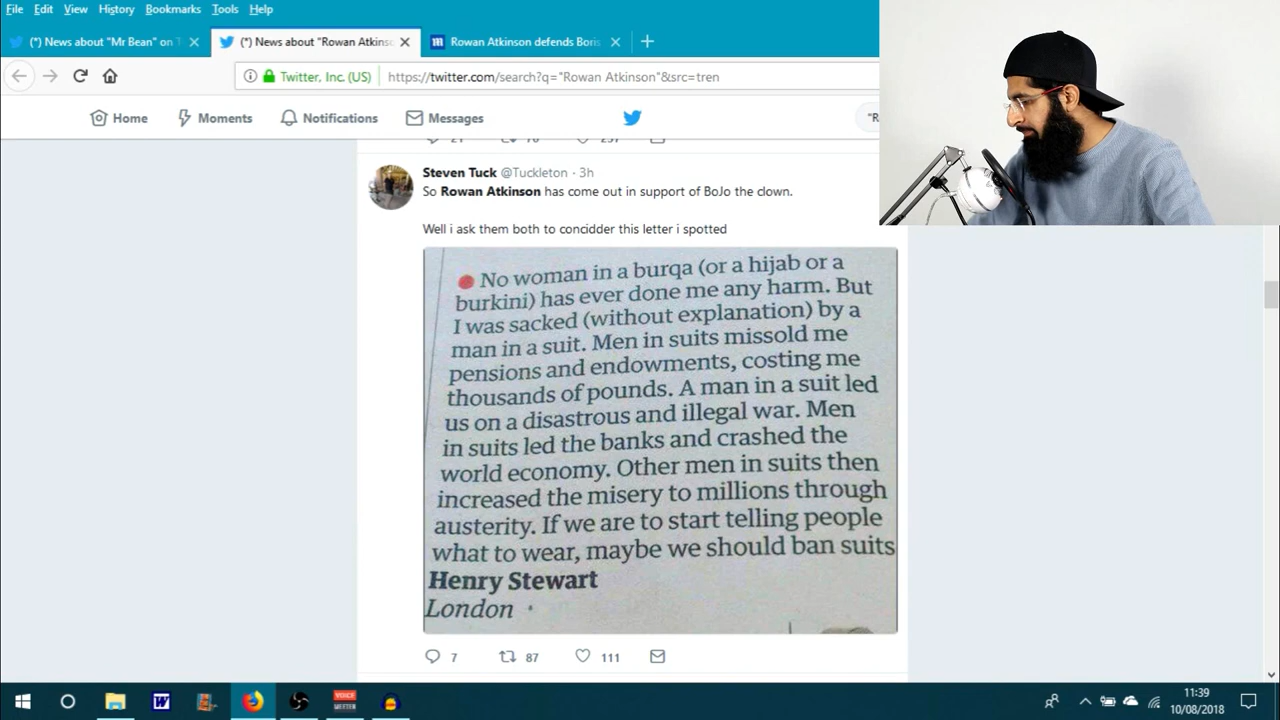 File Edit View History Bookmarks Tools Help
(*) News about "Mr Bean" on T
(*) News about "Rowan Atkins
Rowan Atkinson defends Boris
Twitter, Inc. (US) https://twitter.com/search?q="Rowan Atkinson"&src=tren
Home Moments Notifications Messages "R
Steven Tuck @Tuckleton · 3h
So Rowan Atkinson has come out in support of BoJo the clown.
Well i ask them both to concidder this letter i spotted
No woman in a burqa (or a hijab or a
burkini) has ever done me any harm. But
I was sacked (without explanation) by a
man in a suit. Men in suits missold me
pensions and endowments, costing me
thousands of pounds. A man in a suit led
us on a disastrous and illegal war. Men
in suits led the banks and crashed the
world economy. Other men in suits then
increased the misery to millions through
austerity. If we are to start telling people
what to wear, maybe we should ban suits
Henry Stewart
London
7 87 111
VOICE
MEETER
11:39
10/08/2018